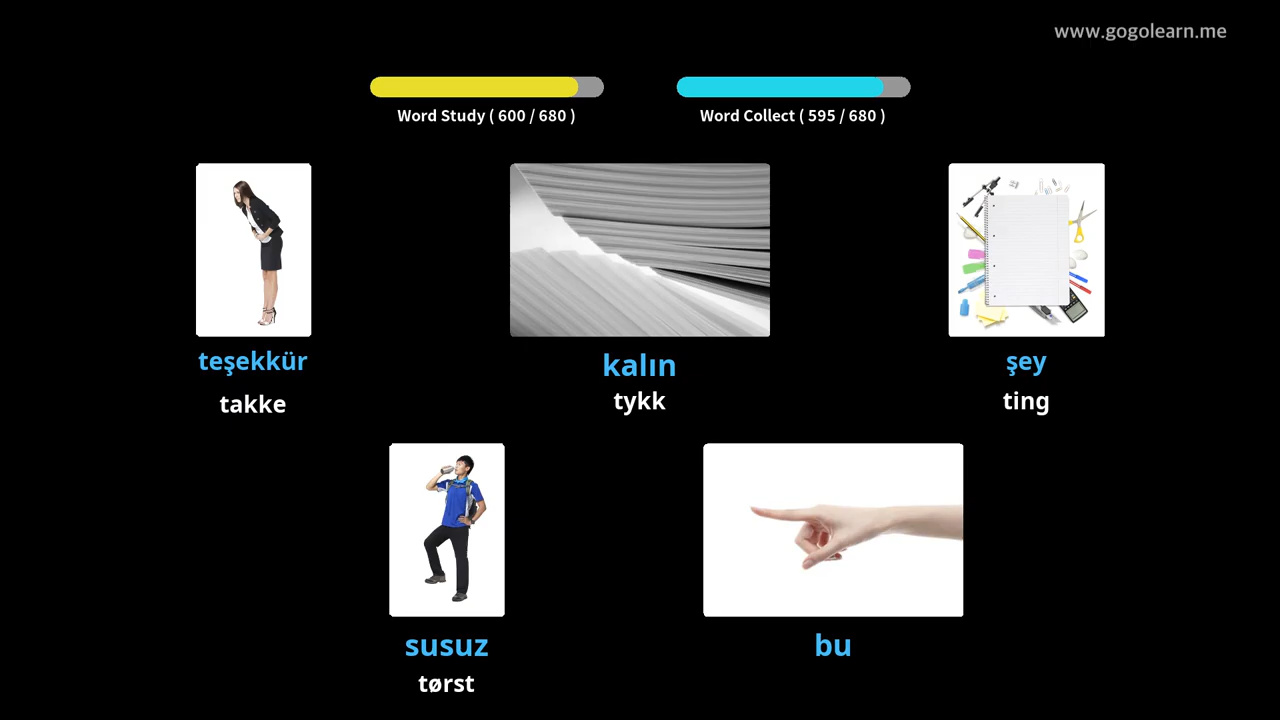 www.gogolearn.me
Word Study ( 600 / 680 )
Word Collect ( 595 / 680 )
teşekkür
takke
kalın
tykk
şey
ting
susuz
tørst
bu